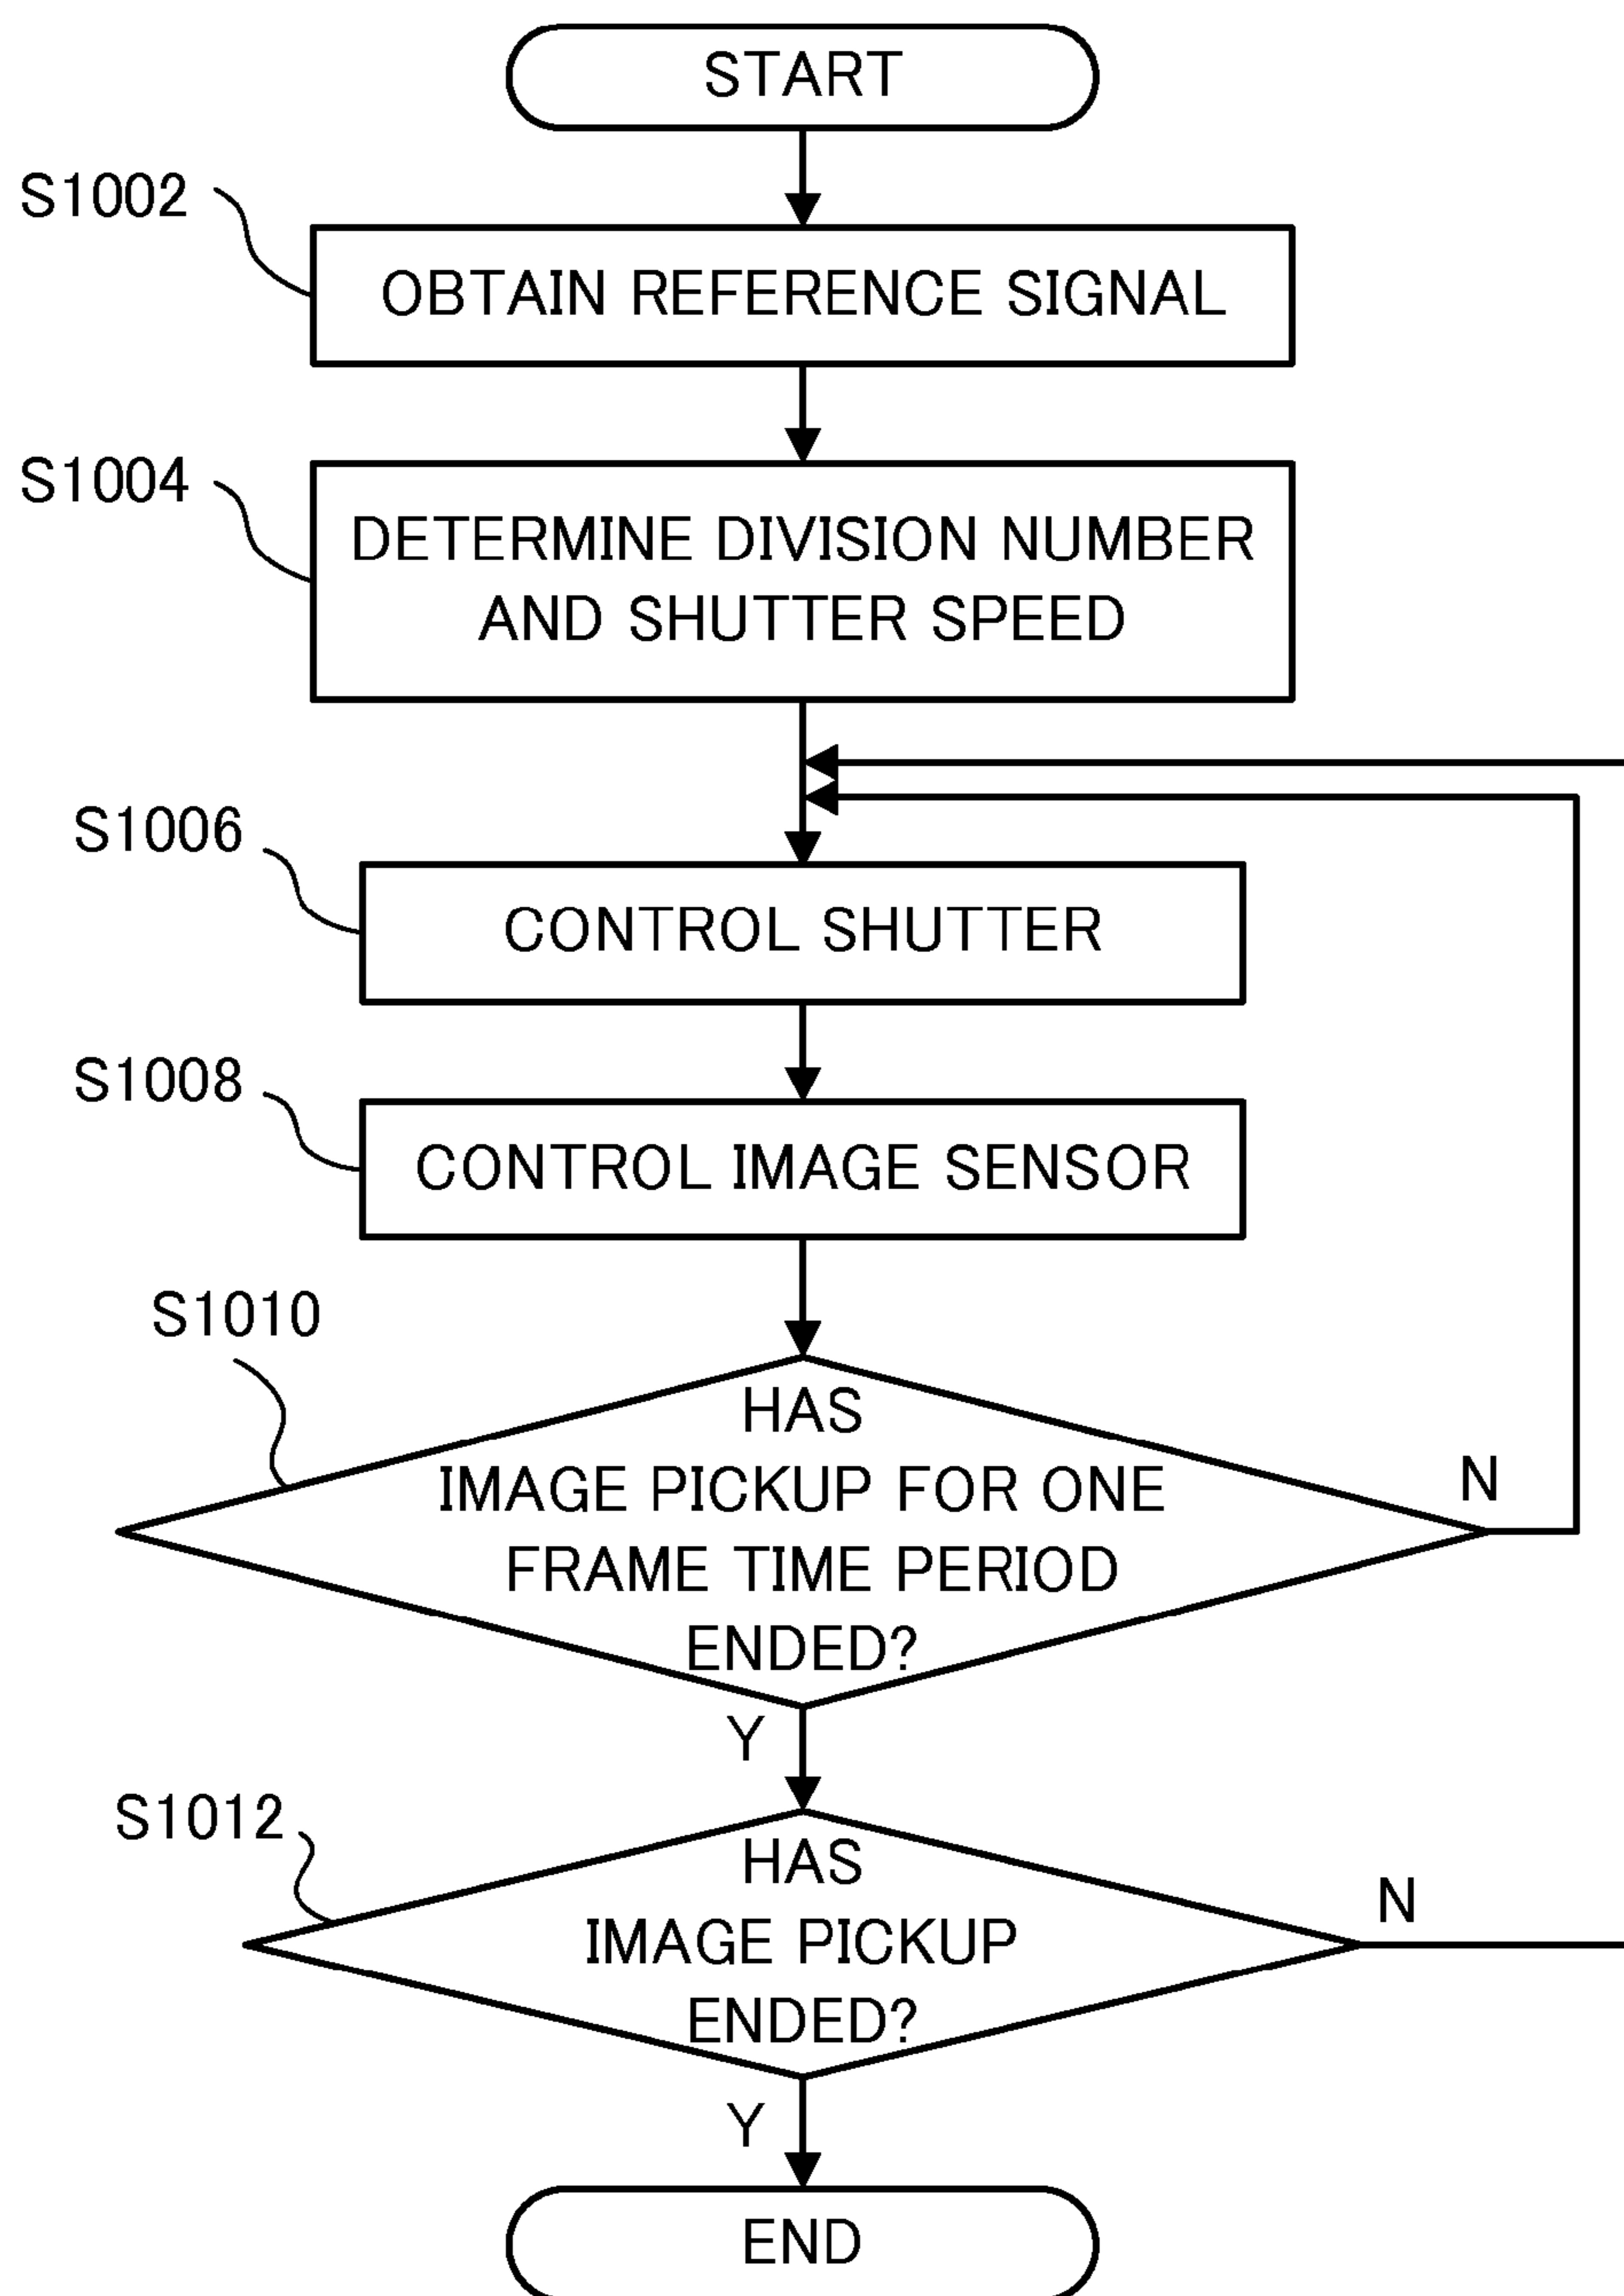 START
S1002
OBTAIN REFERENCE SIGNAL
S1004
DETERMINE DIVISION NUMBER
AND SHUTTER SPEED
S1006
CONTROL SHUTTER
S1008
CONTROL IMAGE SENSOR
S1010
HAS
IMAGE PICKUP FOR ONE
FRAME TIME PERIOD
ENDED?
N
Y
S1012
HAS
IMAGE PICKUP
ENDED?
N
Y
END